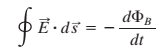 ∮ E⃗ · ds⃗ = − dΦ_B / dt